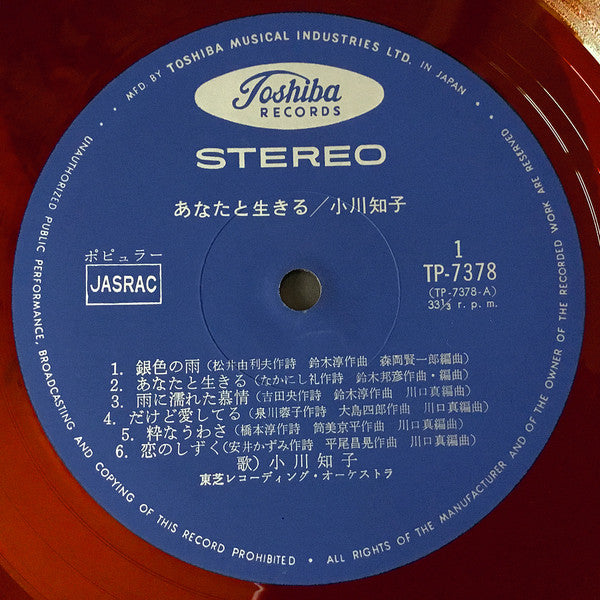 • MFD. BY TOSHIBA MUSICAL INDUSTRIES LTD. IN JAPAN •
Toshiba
RECORDS
STEREO
あなたと生きる/小川知子
ポピュラー
JASRAC
1
TP-7378
(TP-7378-A)
33⅓ r. p. m.
1. 銀色の雨(松井由利夫作詩 鈴木淳作曲 森岡賢一郎編曲)
2. あなたと生きる(なかにし礼作詩 鈴木邦彦作曲・編曲)
3. 雨に濡れた慕情(吉田央作詩 鈴木淳作曲 川口真編曲)
4. だけど愛してる(泉川蓉子作詩 大島四郎作曲 川口真編曲)
5. 粋なうわさ(橋本淳作詩 筒美京平作曲 川口真編曲)
6. 恋のしずく(安井かずみ作詩 平尾昌晃作曲 川口真編曲)
歌) 小川知子
東芝レコーディング・オーケストラ
UNAUTHORIZED PUBLIC PERFORMANCE, BROADCASTING AND COPYING OF THIS RECORD PROHIBITED • ALL RIGHTS OF THE MANUFACTURER AND OF THE OWNER OF THE RECORDED WORK ARE RESERVED